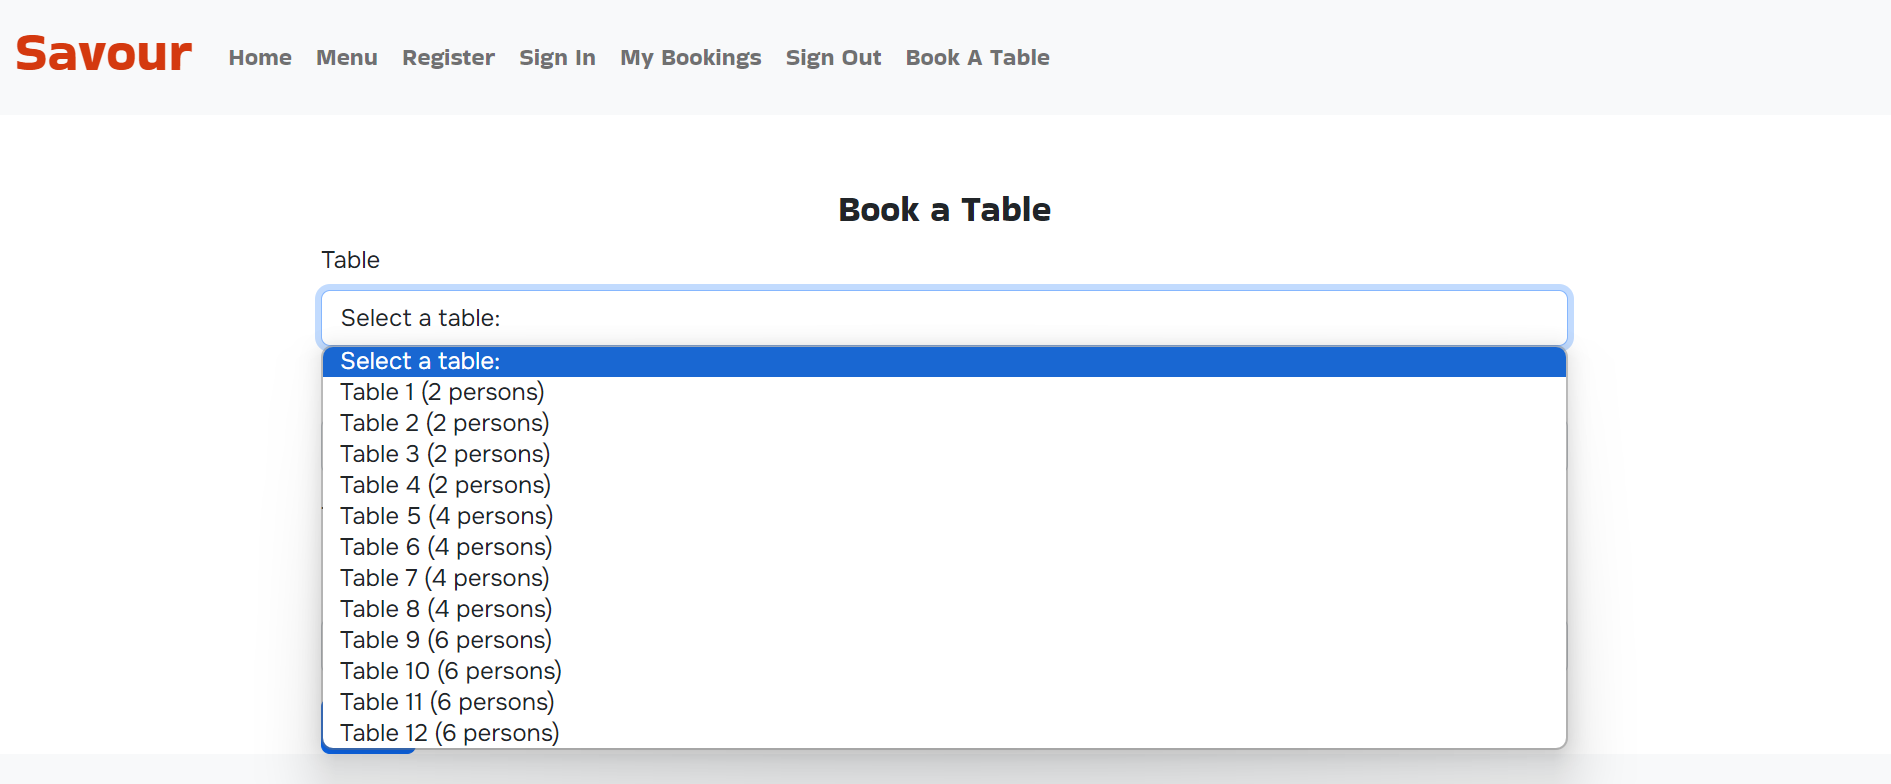 Savour Home Menu Register Sign In My Bookings Sign Out Book A Table
Book a Table
Table
Select a table:
Select a table:
Table 1 (2 persons)
Table 2 (2 persons)
Table 3 (2 persons)
Table 4 (2 persons)
Table 5 (4 persons)
Table 6 (4 persons)
Table 7 (4 persons)
Table 8 (4 persons)
Table 9 (6 persons)
Table 10 (6 persons)
Table 11 (6 persons)
Table 12 (6 persons)